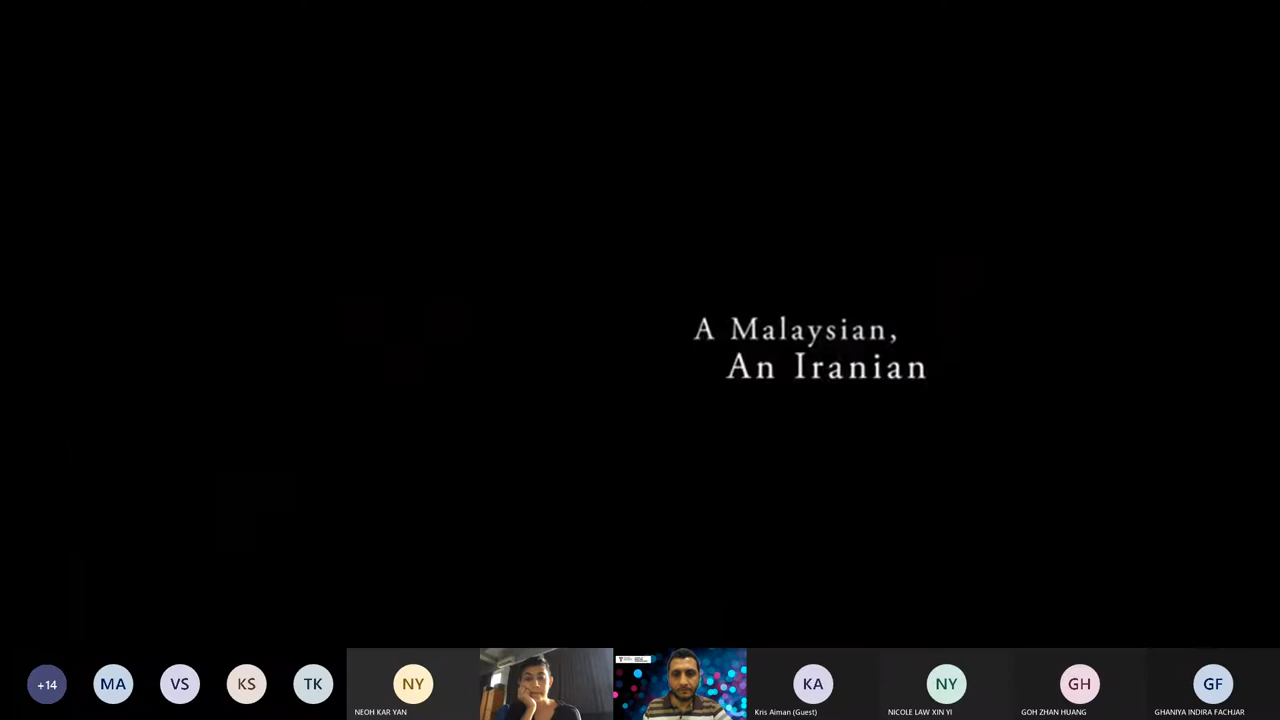 A Malaysian,
An Iranian
+14
MA
VS
KS
TK
NY
NEOH KAR YAN
KA
Kris Aiman (Guest)
NY
NICOLE LAW XIN YI
GH
GOH ZHAN HUANG
GF
GHANIYA INDIRA FACHJAR